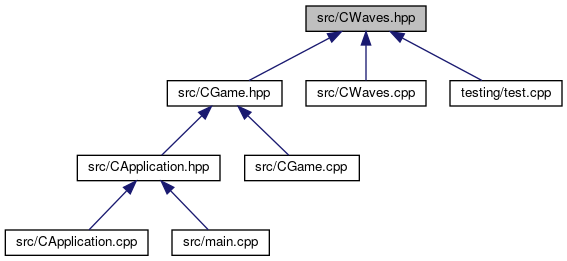 src/CWaves.hpp
src/CGame.hpp
src/CWaves.cpp
testing/test.cpp
src/CApplication.hpp
src/CGame.cpp
src/CApplication.cpp
src/main.cpp